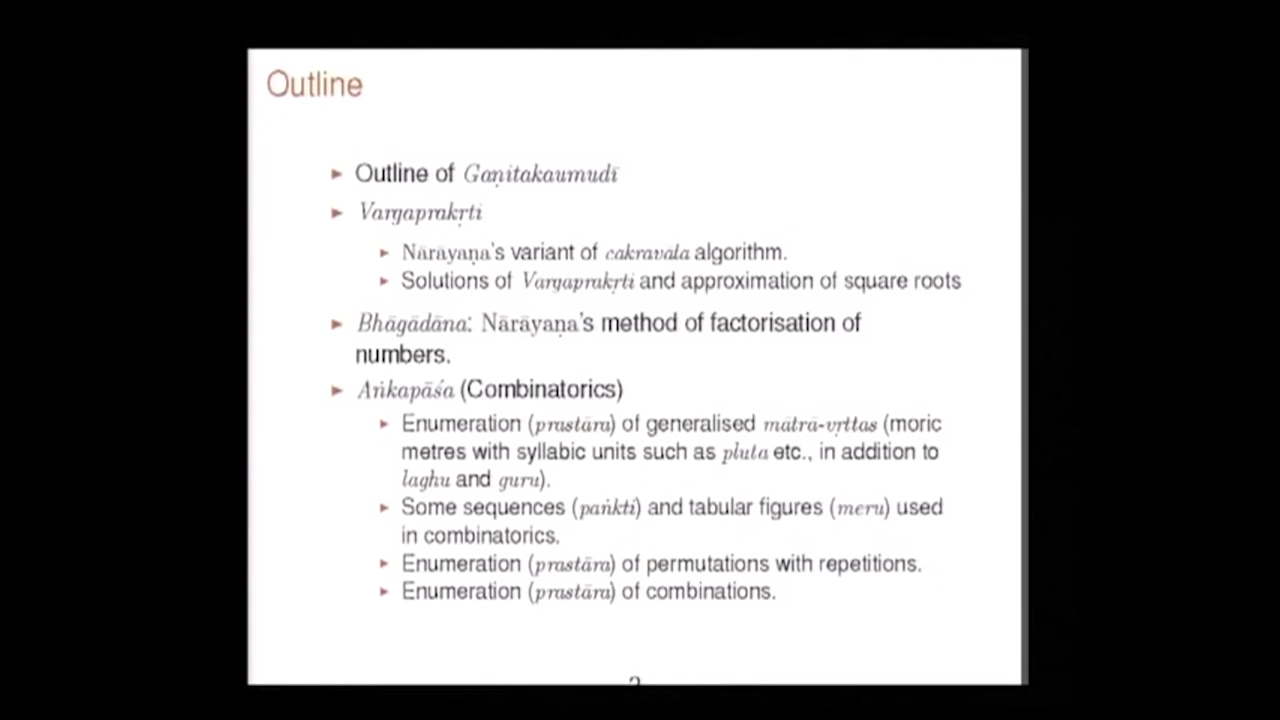 Outline
► Outline of Gaṇitakaumudī
► Vargaprakṛti
► Nārāyaṇa's variant of cakravāla algorithm.
► Solutions of Vargaprakṛti and approximation of square roots
► Bhāgādāna: Nārāyaṇa's method of factorisation of
numbers.
► Aṅkapāśa (Combinatorics)
► Enumeration (prastāra) of generalised mātrā-vṛttas (moric
metres with syllabic units such as pluta etc., in addition to
laghu and guru).
► Some sequences (paṅkti) and tabular figures (meru) used
in combinatorics.
► Enumeration (prastāra) of permutations with repetitions.
► Enumeration (prastāra) of combinations.